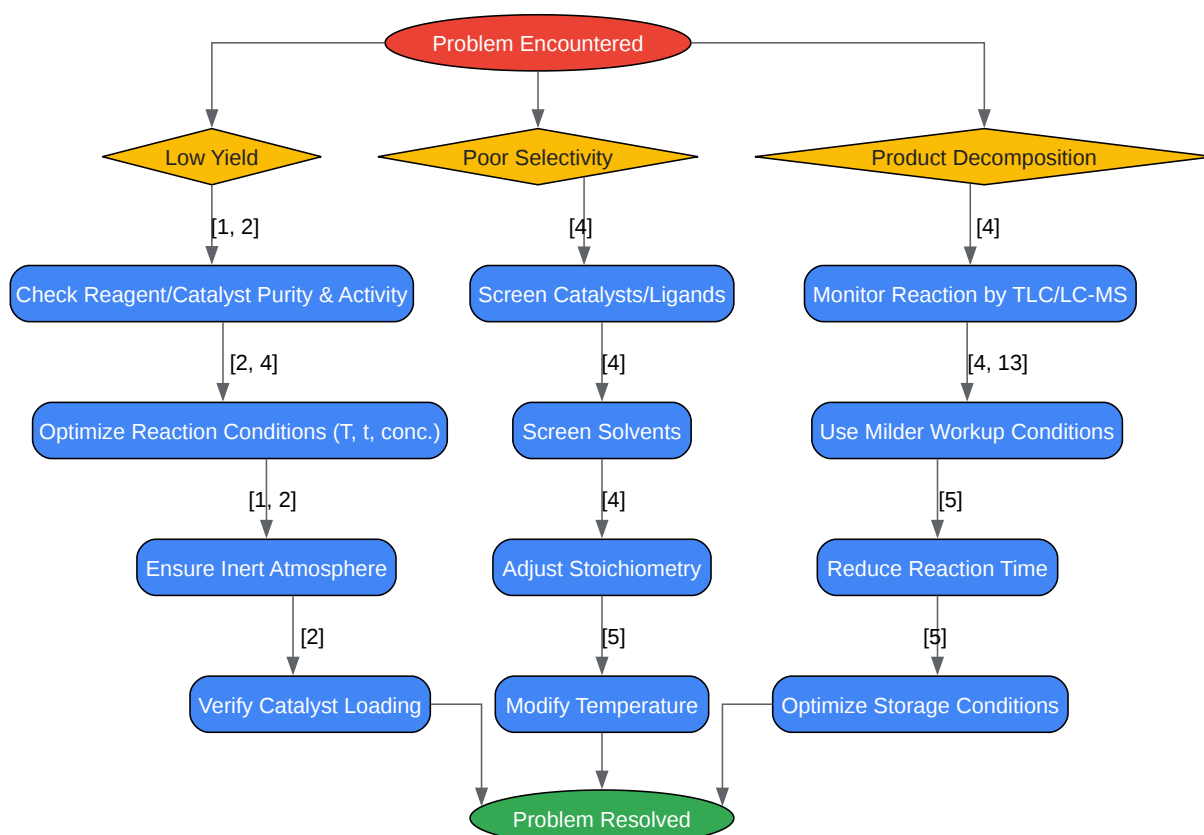 Problem Encountered
Low Yield
Poor Selectivity
Product Decomposition
[1, 2]
[4]
[4]
Check Reagent/Catalyst Purity & Activity
Screen Catalysts/Ligands
Monitor Reaction by TLC/LC-MS
[2, 4]
[4]
[4, 13]
Optimize Reaction Conditions (T, t, conc.)
Screen Solvents
Use Milder Workup Conditions
[1, 2]
[4]
[5]
Ensure Inert Atmosphere
Adjust Stoichiometry
Reduce Reaction Time
[2]
[5]
[5]
Verify Catalyst Loading
Modify Temperature
Optimize Storage Conditions
Problem Resolved